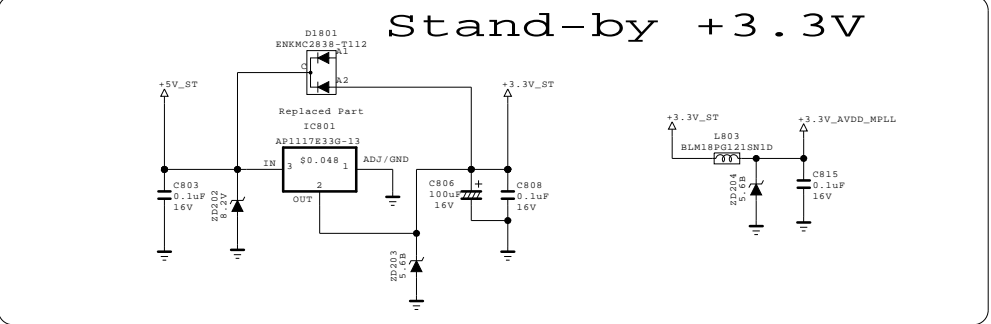 Stand-by +3.3V
D1801
ENKMC2838-T112
A1
C
A2
+5V_ST
+3.3V_ST
Replaced Part
IC801
AP1117E33G-13
IN
3
$0.048
1
ADJ/GND
2
OUT
C803
0.1uF
16V
ZD202
8.2V
C806
100uF
16V
+
C808
0.1uF
16V
ZD203
5.6B
+3.3V_ST
L803
BLM18PG121SN1D
+3.3V_AVDD_MPLL
ZD204
5.6B
C815
0.1uF
16V